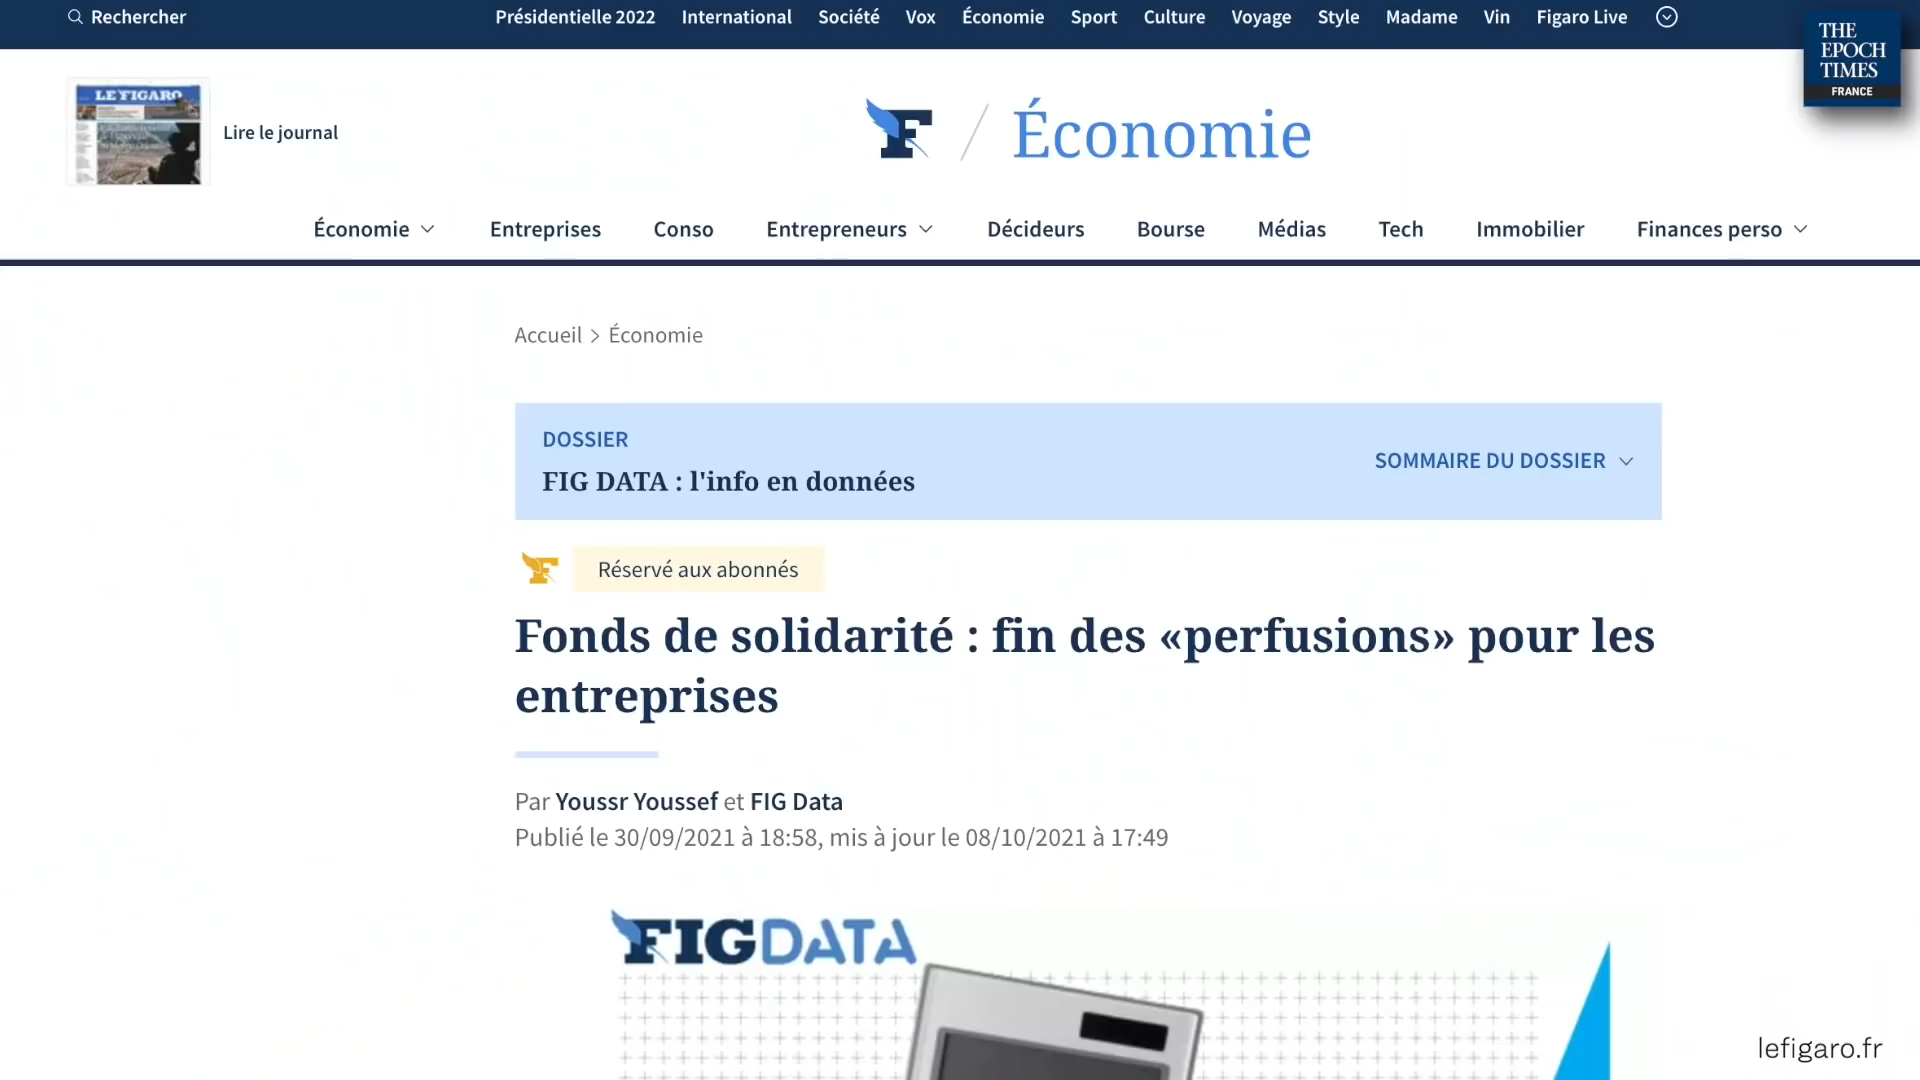 Rechercher
Présidentielle 2022 International Société Vox Économie Sport Culture Voyage Style Madame Vin Figaro Live
THE
EPOCH
TIMES
FRANCE
LE FIGARO
Lire le journal
F / Économie
Économie Entreprises Conso Entrepreneurs Décideurs Bourse Médias Tech Immobilier Finances perso
Accueil > Économie
DOSSIER
FIG DATA : l'info en données
SOMMAIRE DU DOSSIER
F Réservé aux abonnés
Fonds de solidarité : fin des «perfusions» pour les
entreprises
Par Youssr Youssef et FIG Data
Publié le 30/09/2021 à 18:58, mis à jour le 08/10/2021 à 17:49
FIGDATA
lefigaro.fr